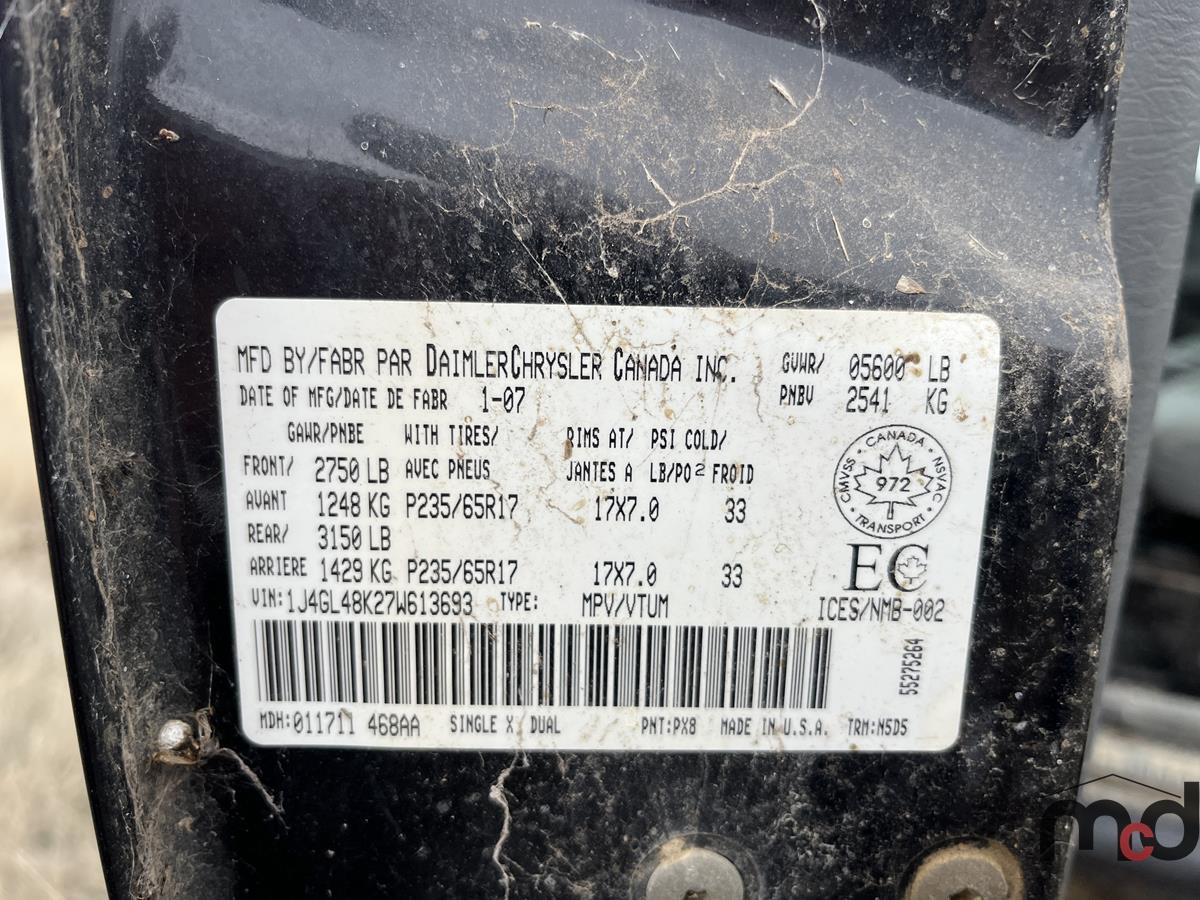 MFD BY/FABR PAR DAIMLERCHRYSLER CANADA INC. GVWR/ 05600 LB
DATE OF MFG/DATE DE FABR 1-07 PNBV 2541 KG
GAWR/PNBE WITH TIRES/ RIMS AT/ PSI COLD/
FRONT/ 2750 LB AVEC PNEUS JANTES A LB/PO² FROID
AVANT 1248 KG P235/65R17 17X7.0 33
REAR/ 3150 LB
ARRIERE 1429 KG P235/65R17 17X7.0 33
CANADA
CMVSS 972 NSVAC
TRANSPORT
EC
VIN:1J4GL48K27W613693 TYPE: MPV/VTUM ICES/NMB-002
55275264
MDH:011711 468AA SINGLE X DUAL PNT:PX8 MADE IN U.S.A. TRM:N5D5
mcd